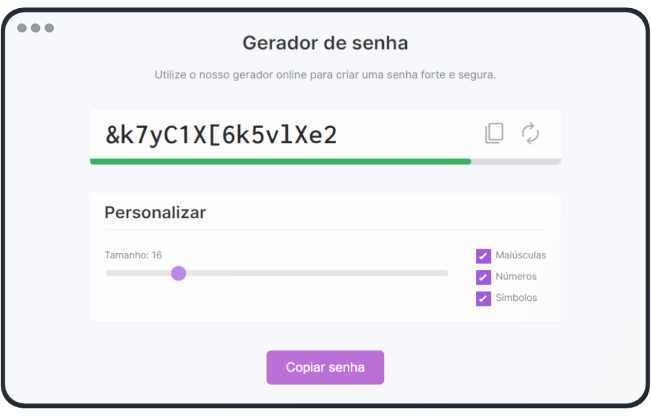 Gerador de senha
Utilize o nosso gerador online para criar uma senha forte e segura.
&k7yC1X[6k5vlXe2
Personalizar
Tamanho: 16
Maiúsculas
Números
Símbolos
Copiar senha